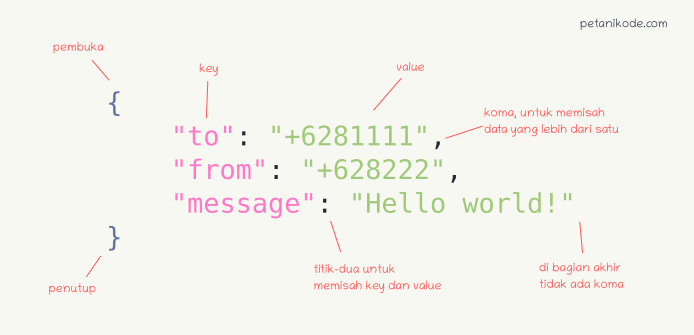 petanikode.com
pembuka
key
value
{
koma, untuk memisah
data yang lebih dari satu
"to": "+6281111",
"from": "+628222",
"message": "Hello world!"
}
penutup
titik-dua untuk
memisah key dan value
di bagian akhir
tidak ada koma